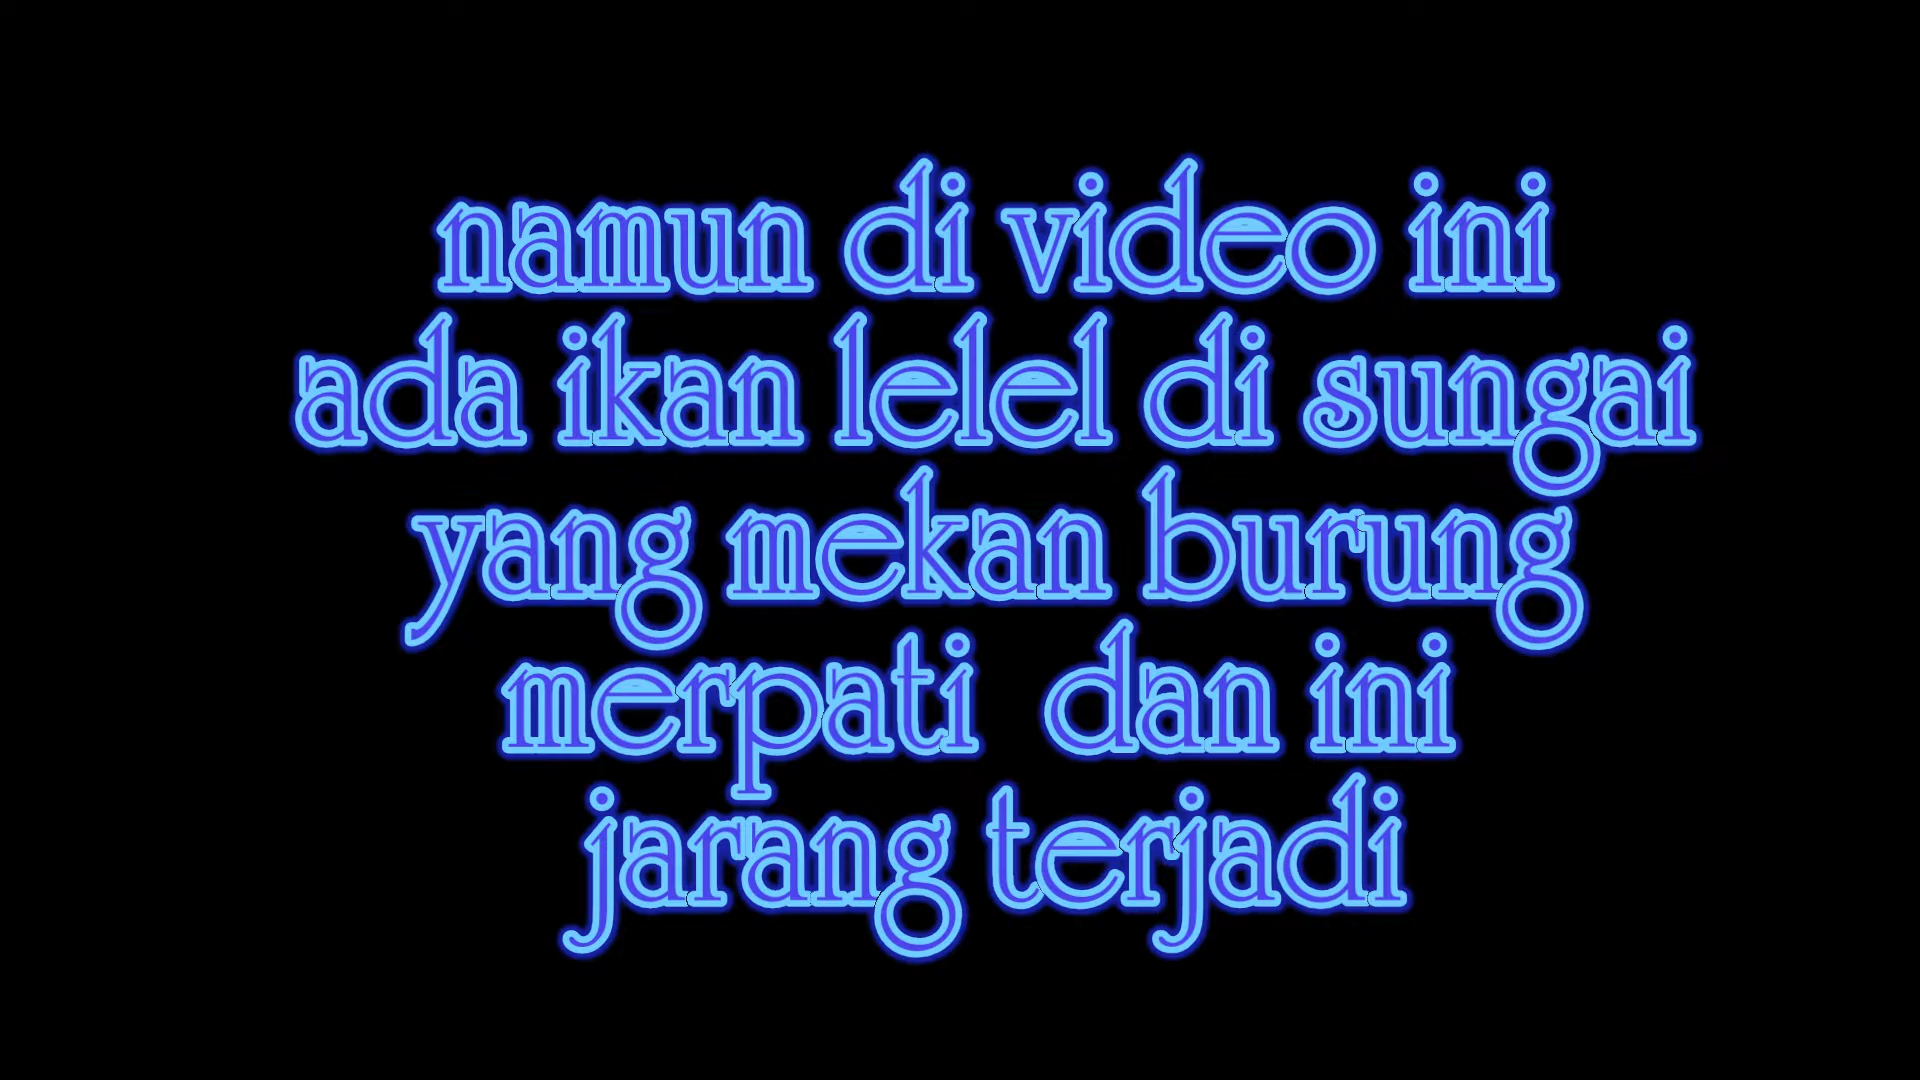 namun di video ini
ada ikan lelel di sungai
yang mekan burung
merpati dan ini
jarang terjadi